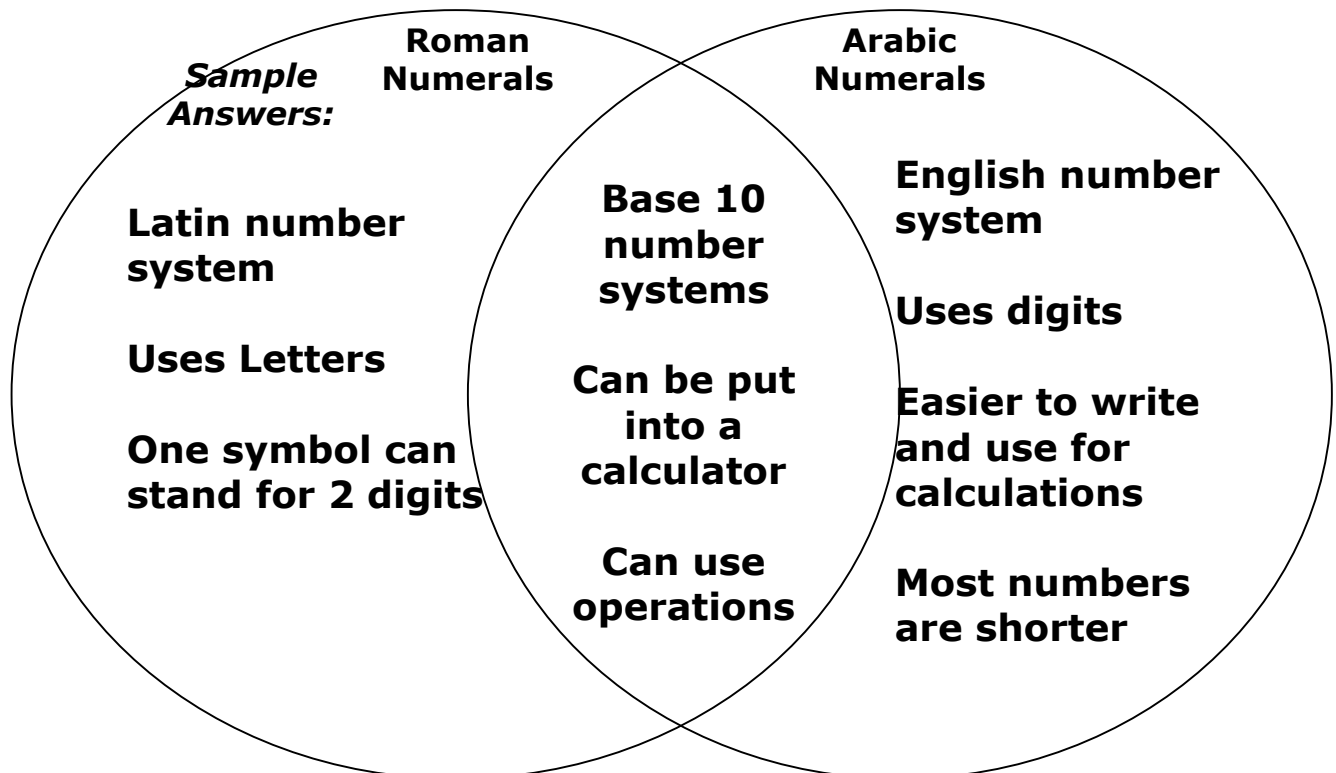 Sample
Answers:
Roman
Numerals
Latin number
system
Uses Letters
One symbol can
stand for 2 digits
Base 10
number
systems
Can be put
into a
calculator
Can use
operations
Arabic
Numerals
English number
system
Uses digits
Easier to write
and use for
calculations
Most numbers
are shorter